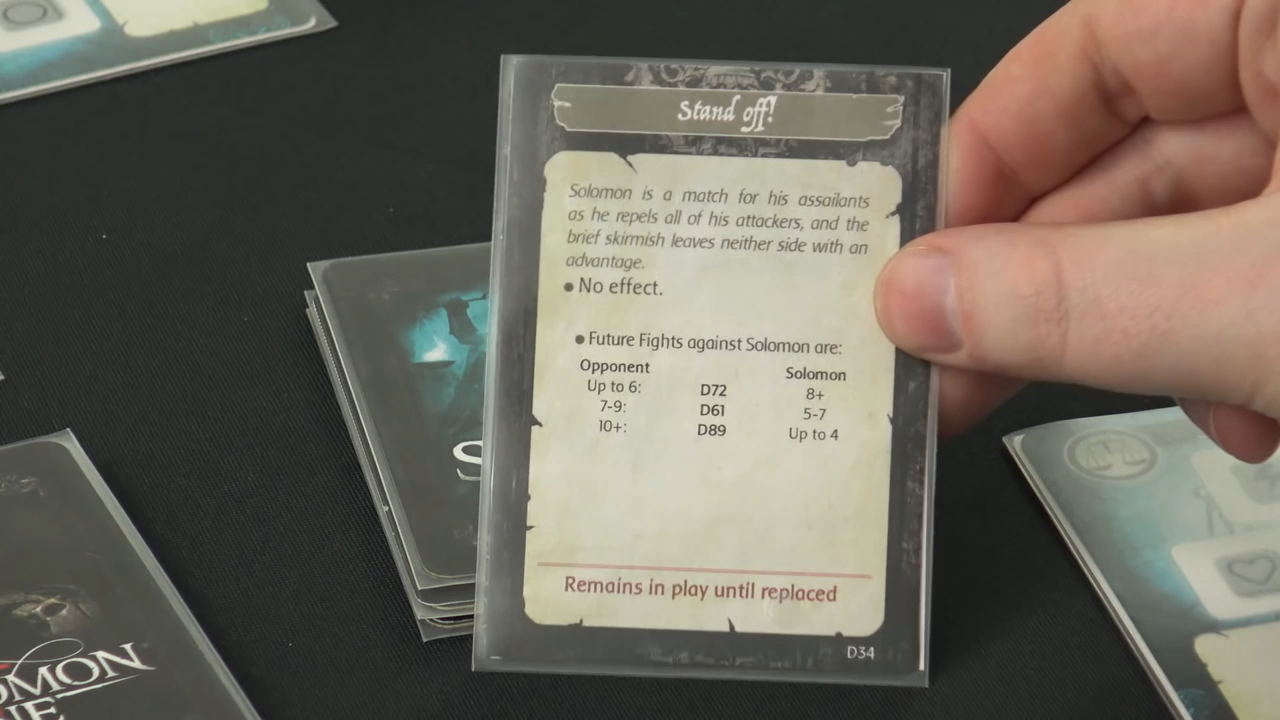 Stand off!
Solomon is a match for his assailants
as he repels all of his attackers, and the
brief skirmish leaves neither side with an
advantage.
• No effect.
• Future Fights against Solomon are:
Opponent Solomon
Up to 6: D72 8+
7-9: D61 5-7
10+: D89 Up to 4
Remains in play until replaced
D34